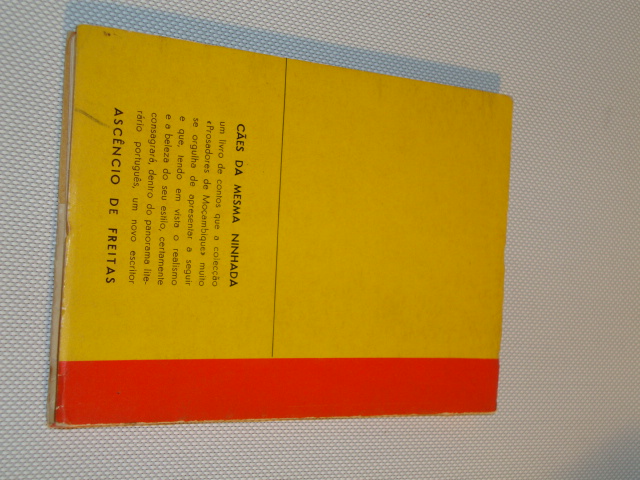 CÃES DA MESMA NINHADA
um livro de contos que a colecção
«Prosadores de Moçambique» muito
se orgulha de apresentar a seguir
e que, tendo em vista o realismo
e a beleza do seu estilo, certamente
consagrará, dentro do panorama lite-
rário português, um novo escritor
ASCÊNCIO DE FREITAS